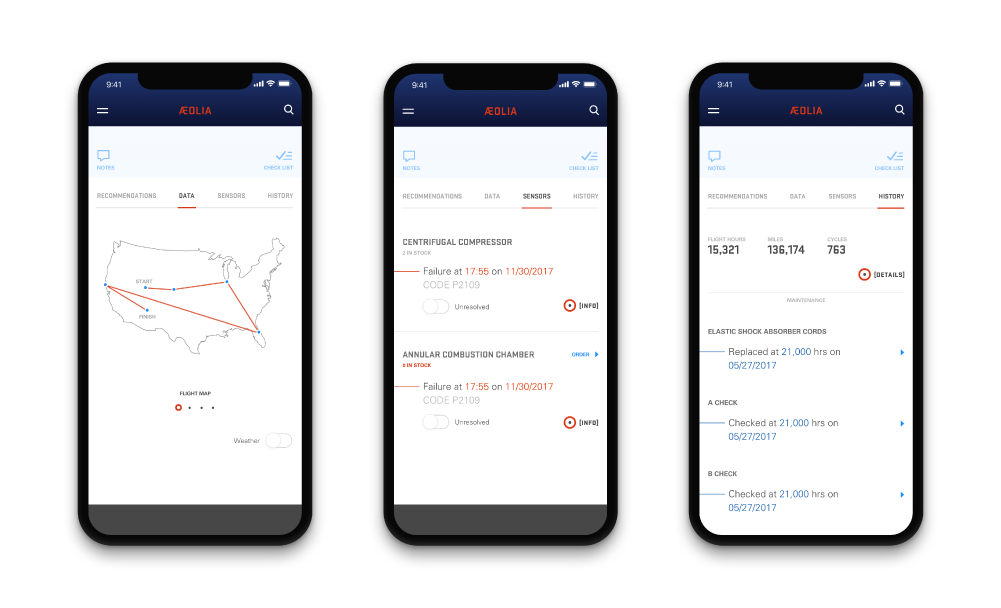 9:41
ÆOLIA
NOTES
CHECK LIST
RECOMMENDATIONS DATA SENSORS HISTORY
START
FINISH
FLIGHT MAP
Weather
9:41
ÆOLIA
NOTES
CHECK LIST
RECOMMENDATIONS DATA SENSORS HISTORY
CENTRIFUGAL COMPRESSOR
2 IN STOCK
Failure at 17:55 on 11/30/2017
CODE P2109
Unresolved
[INFO]
ANNULAR COMBUSTION CHAMBER
ORDER
0 IN STOCK
Failure at 17:55 on 11/30/2017
CODE P2109
Unresolved
[INFO]
9:41
ÆOLIA
NOTES
CHECK LIST
RECOMMENDATIONS DATA SENSORS HISTORY
FLIGHT HOURS MILES CYCLES
15,321 136,174 763
[DETAILS]
MAINTENANCE
ELASTIC SHOCK ABSORBER CORDS
Replaced at 21,000 hrs on
05/27/2017
A CHECK
Checked at 21,000 hrs on
05/27/2017
B CHECK
Checked at 21,000 hrs on
05/27/2017